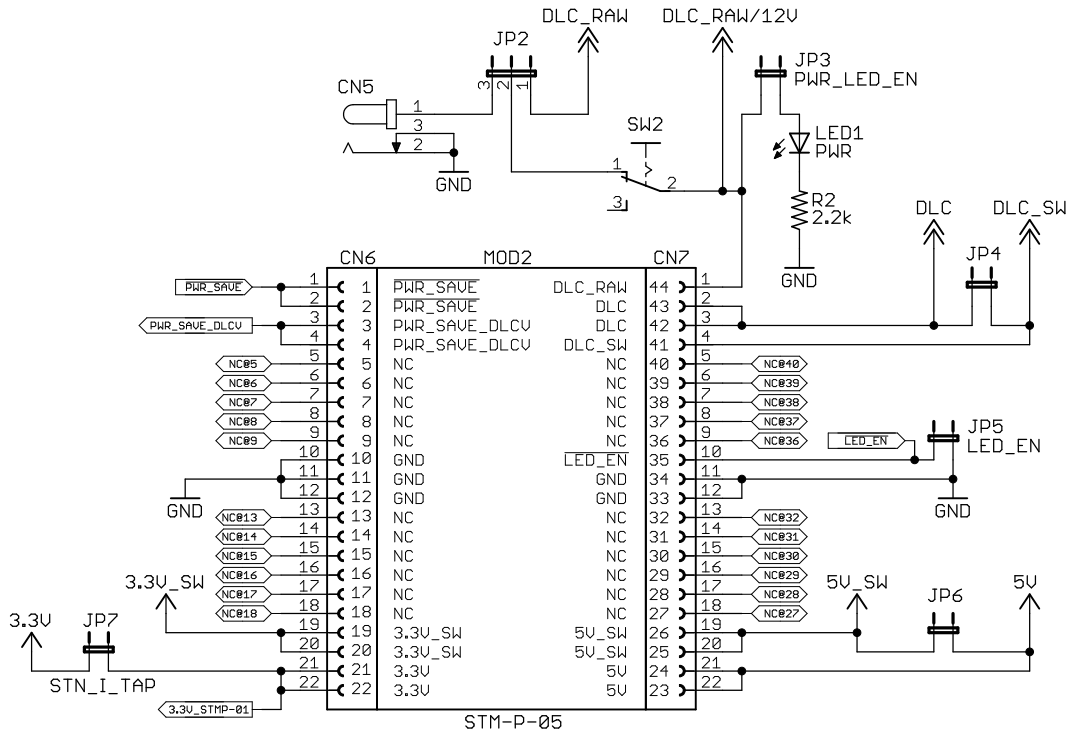 DLC_RAW
DLC_RAW/12V
JP2
3
2
1
JP3
PWR_LED_EN
CN5
1
3
2
GND
SW2
1
2
3
LED1
PWR
R2
2.2k
GND
DLC
DLC_SW
JP4
CN6
MOD2
CN7
PWR_SAVE 1 1 PWR_SAVE DLC_RAW 44 1
2 2 PWR_SAVE DLC 43 2
PWR_SAVE_DLCV 3 3 PWR_SAVE_DLCV DLC 42 3
4 4 PWR_SAVE_DLCV DLC_SW 41 4
NC@5 5 5 NC NC 40 5 NC@40
NC@6 6 6 NC NC 39 6 NC@39
NC@7 7 7 NC NC 38 7 NC@38
NC@8 8 8 NC NC 37 8 NC@37
NC@9 9 9 NC NC 36 9 NC@36
10 10 GND LED_EN 35 10 LED_EN
JP5
LED_EN
11 11 GND GND 34 11
12 12 GND GND 33 12
GND
GND
NC@13 13 13 NC NC 32 13 NC@32
NC@14 14 14 NC NC 31 14 NC@31
NC@15 15 15 NC NC 30 15 NC@30
NC@16 16 16 NC NC 29 16 NC@29
NC@17 17 17 NC NC 28 17 NC@28
NC@18 18 18 NC NC 27 18 NC@27
3.3V_SW
5V_SW
5V
19 19 3.3V_SW 5V_SW 26 19
20 20 3.3V_SW 5V_SW 25 20
21 21 3.3V 5V 24 21
22 22 3.3V 5V 23 22
3.3V
JP7
STN_I_TAP
JP6
3.3V_STMP-01
STM-P-05